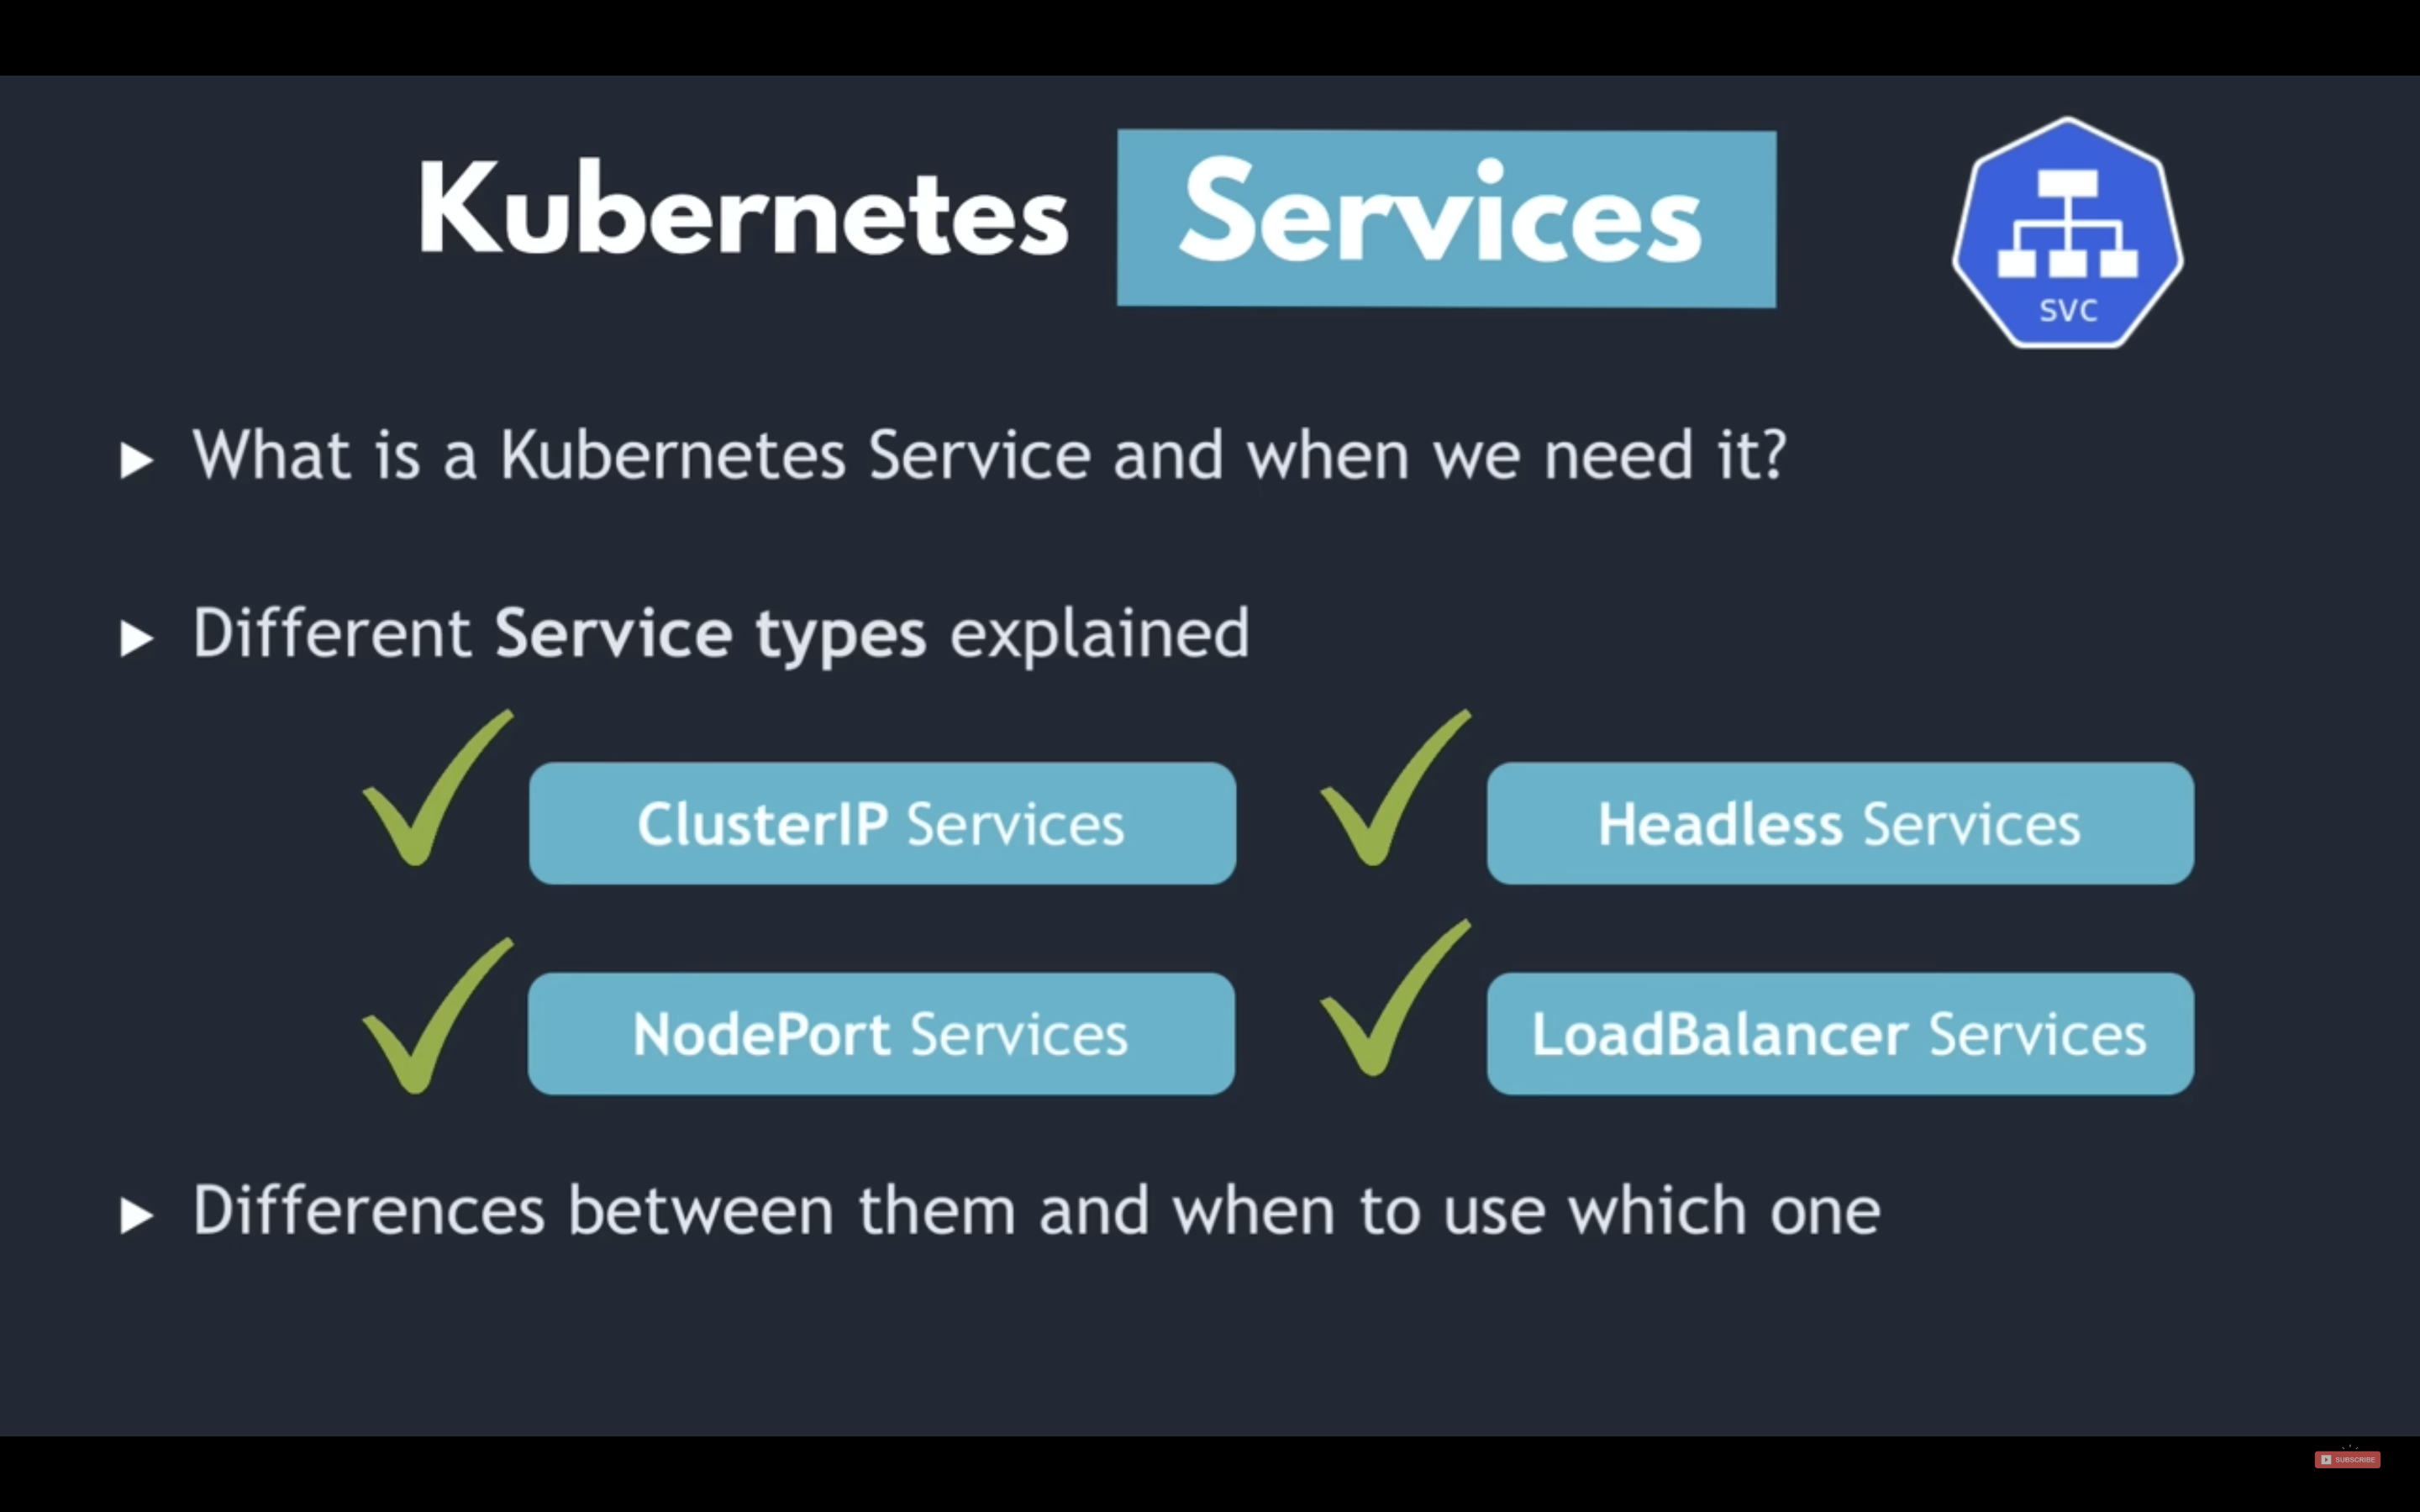 Kubernetes Services
svc
What is a Kubernetes Service and when we need it?
Different Service types explained
ClusterIP Services
Headless Services
NodePort Services
LoadBalancer Services
Differences between them and when to use which one
SUBSCRIBE